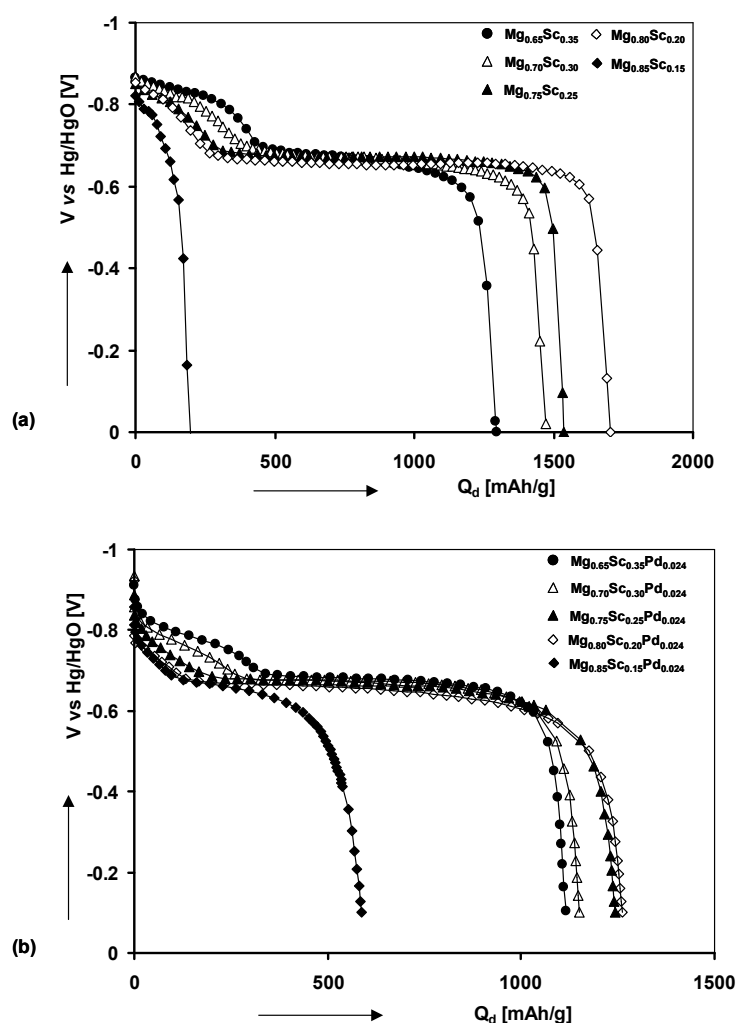 -1
-0.8
-0.6
-0.4
-0.2
0
V vs Hg/HgO [V]
Mg0.65Sc0.35
Mg0.70Sc0.30
Mg0.75Sc0.25
Mg0.80Sc0.20
Mg0.85Sc0.15
(a)
0 500 1000 1500 2000
Qd [mAh/g]
-1
-0.8
-0.6
-0.4
-0.2
0
V vs Hg/HgO [V]
Mg0.65Sc0.35Pd0.024
Mg0.70Sc0.30Pd0.024
Mg0.75Sc0.25Pd0.024
Mg0.80Sc0.20Pd0.024
Mg0.85Sc0.15Pd0.024
(b)
0 500 1000 1500
Qd [mAh/g]